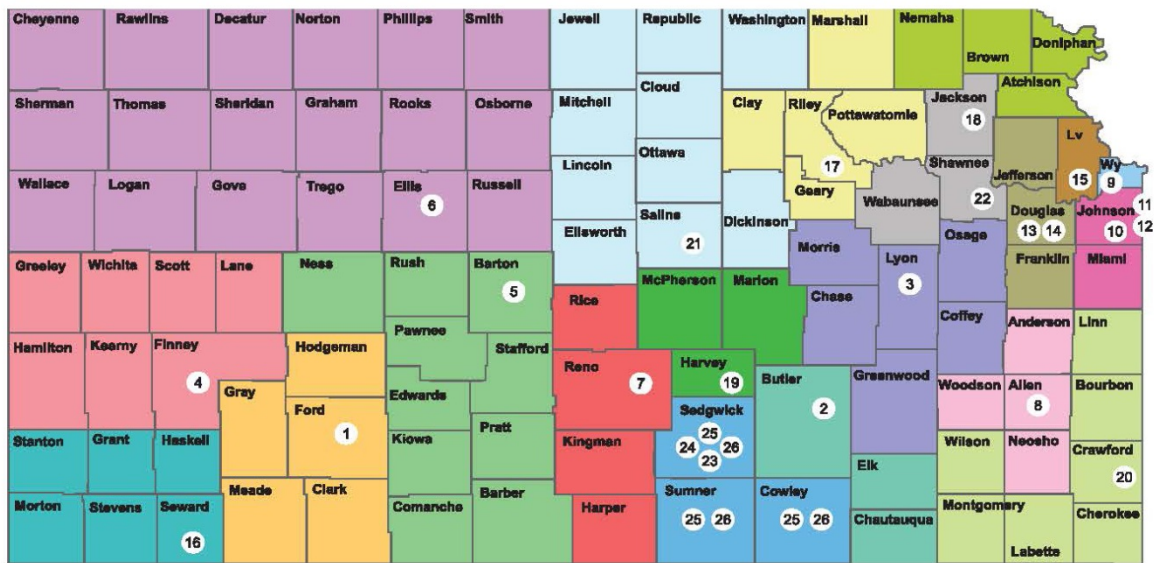 Cheyenne Rawlins Decatur Norton Phillips Smith Jewell Republic Washington Marshall Nemaha
Brown Doniphan
Atchison
Sherman Thomas Sheridan Graham Rooks Osborne Mitchell Cloud Clay Riley Pottawatomie Jackson
18
Lv
15
Wy
9
Lincoln Ottawa 17 Shawnee Jefferson
22
Wallace Logan Gove Trego Ellis Russell Geary Wabaunsee
6
Ellsworth Saline Dickinson Douglas Johnson 11
21 13 14 10 12
Morris Osage
Greeley Wichita Scott Lane Ness Rush Barton Lyon Franklin Miami
5 3
McPherson Marion
Rice Chase
Coffey Anderson Linn
Pawnee
Hamilton Kearny Finney Hodgeman Stafford
4
Reno Harvey Butler Greenwood Woodson Allen Bourbon
7 19 2 8
Gray Edwards
Ford Sedgwick
1 25
24 26
23
Pratt
Stanton Grant Haskell Kiowa Kingman Wilson Neosho Crawford
20
Elk
Meade Clark Barber Sumner Cowley
25 26 25 26
Morton Stevens Seward Comanche Harper Chautauqua Montgomery Cherokee
16
Labette